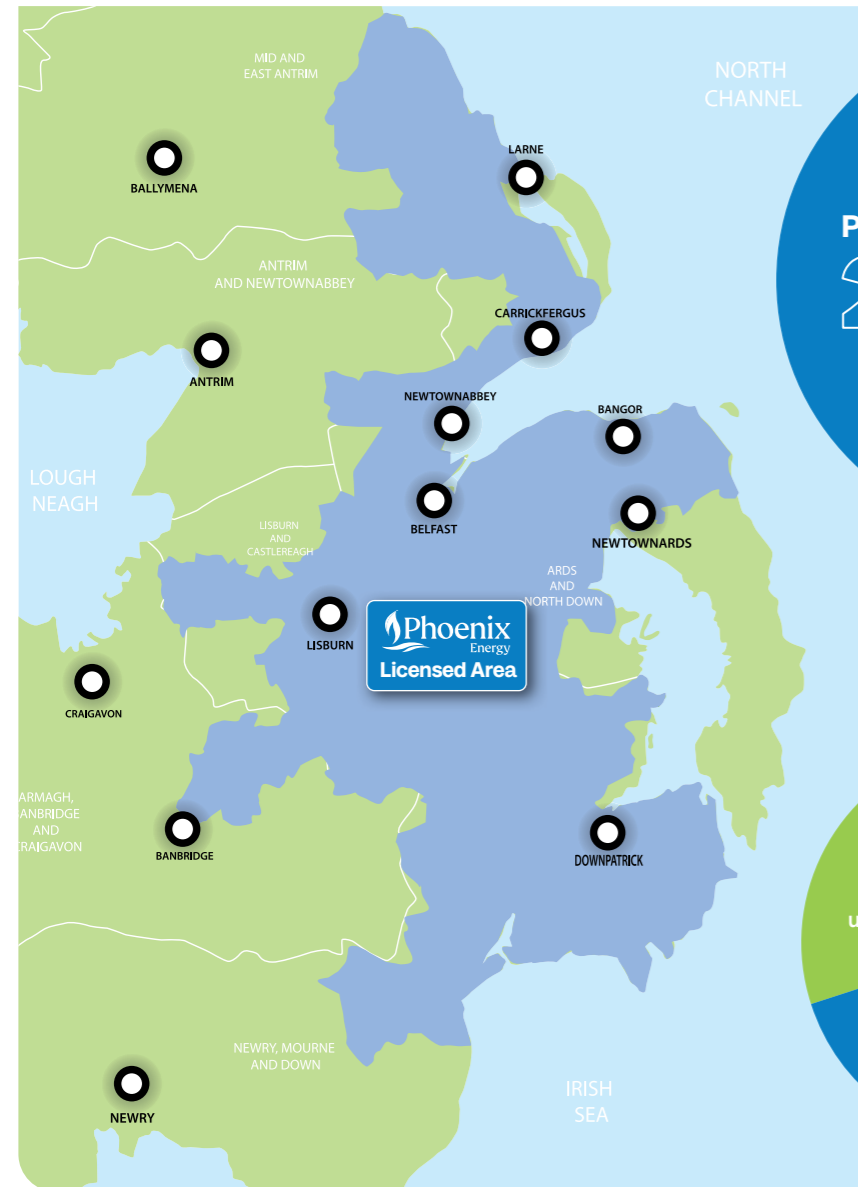 MID AND
EAST ANTRIM
NORTH
CHANNEL
LARNE
BALLYMENA
P
ANTRIM
AND NEWTOWNABBEY
CARRICKFERGUS
ANTRIM
NEWTOWNABBEY
BANGOR
LOUGH
NEAGH
BELFAST
LISBURN
AND
CASTLEREAGH
NEWTOWNARDS
ARDS
AND
NORTH DOWN
LISBURN
Phoenix
Energy
Licensed Area
CRAIGAVON
ARMAGH,
ANBRIDGE
AND
RAIGAVON
BANBRIDGE
DOWNPATRICK
u
NEWRY, MOURNE
AND DOWN
IRISH
SEA
NEWRY